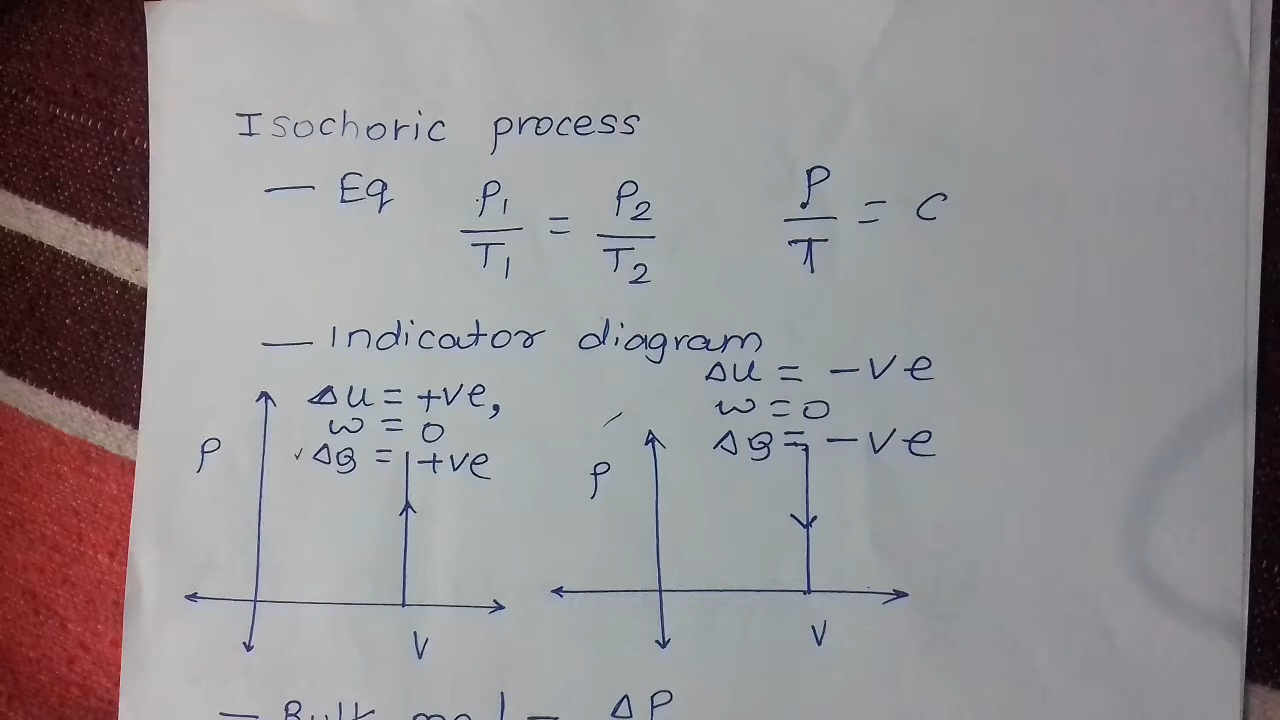 Isochoric process
— Eq P1/T1 = P2/T2 P/T = C
— Indicator diagram
ΔU = +ve,
W = 0
ΔQ = +ve
P
V
ΔU = -ve
W = 0
ΔQ = -ve
P
V
— ΔP